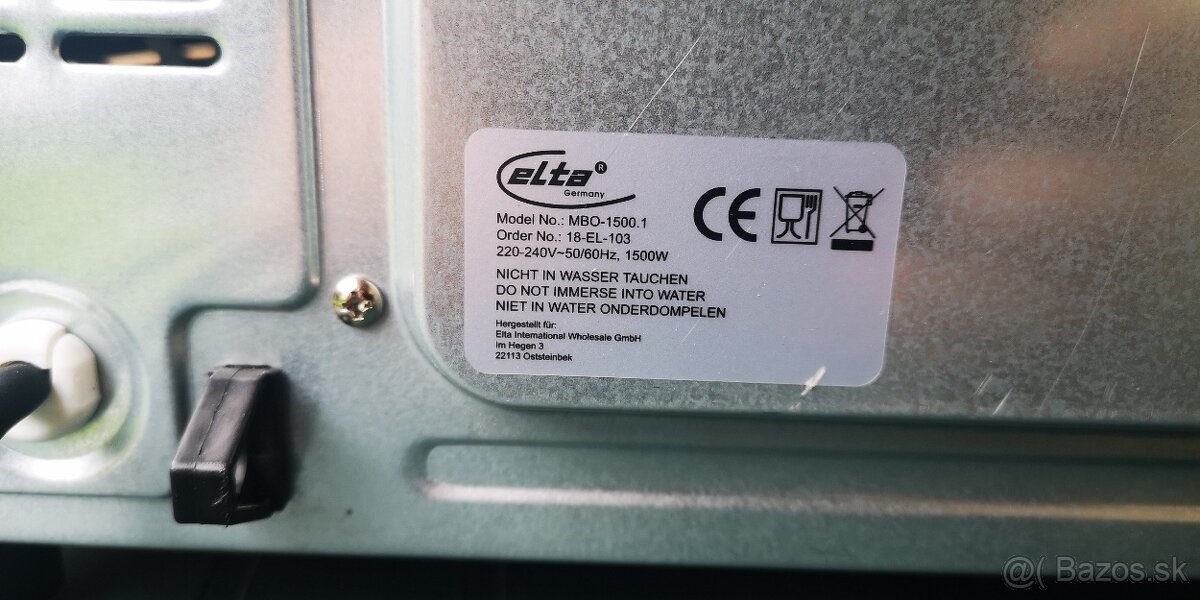 elta®
Germany
Model No.: MBO-1500.1
Order No.: 18-EL-103
220-240V~50/60Hz, 1500W
NICHT IN WASSER TAUCHEN
DO NOT IMMERSE INTO WATER
NIET IN WATER ONDERDOMPELEN
Hergestellt für:
Elta International Wholesale GmbH
Im Hegen 3
22113 Oststeinbek
CE
@( Bazos.sk